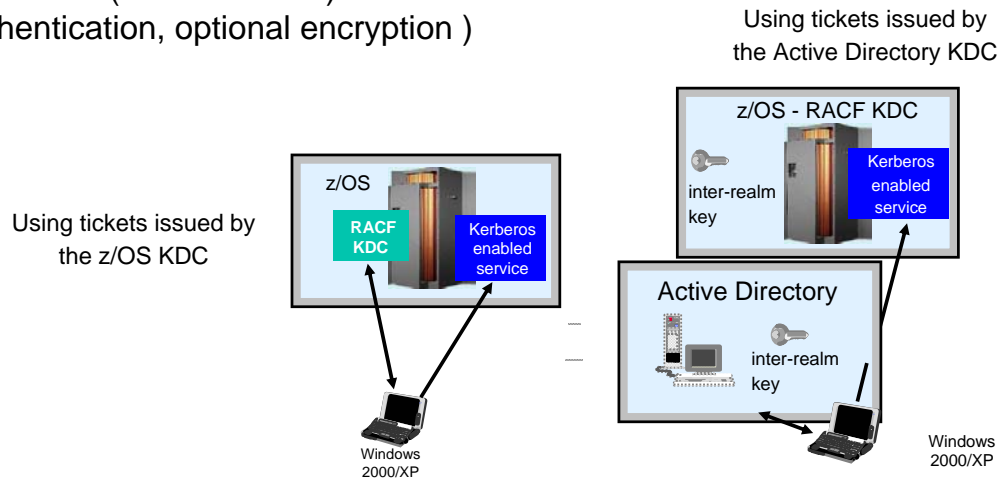 hentication, optional encryption )
Using tickets issued by
the Active Directory KDC
Using tickets issued by
the z/OS KDC
z/OS
RACF
KDC
Kerberos
enabled
service
Windows
2000/XP
z/OS - RACF KDC
inter-realm
key
Kerberos
enabled
service
Active Directory
inter-realm
key
Windows
2000/XP